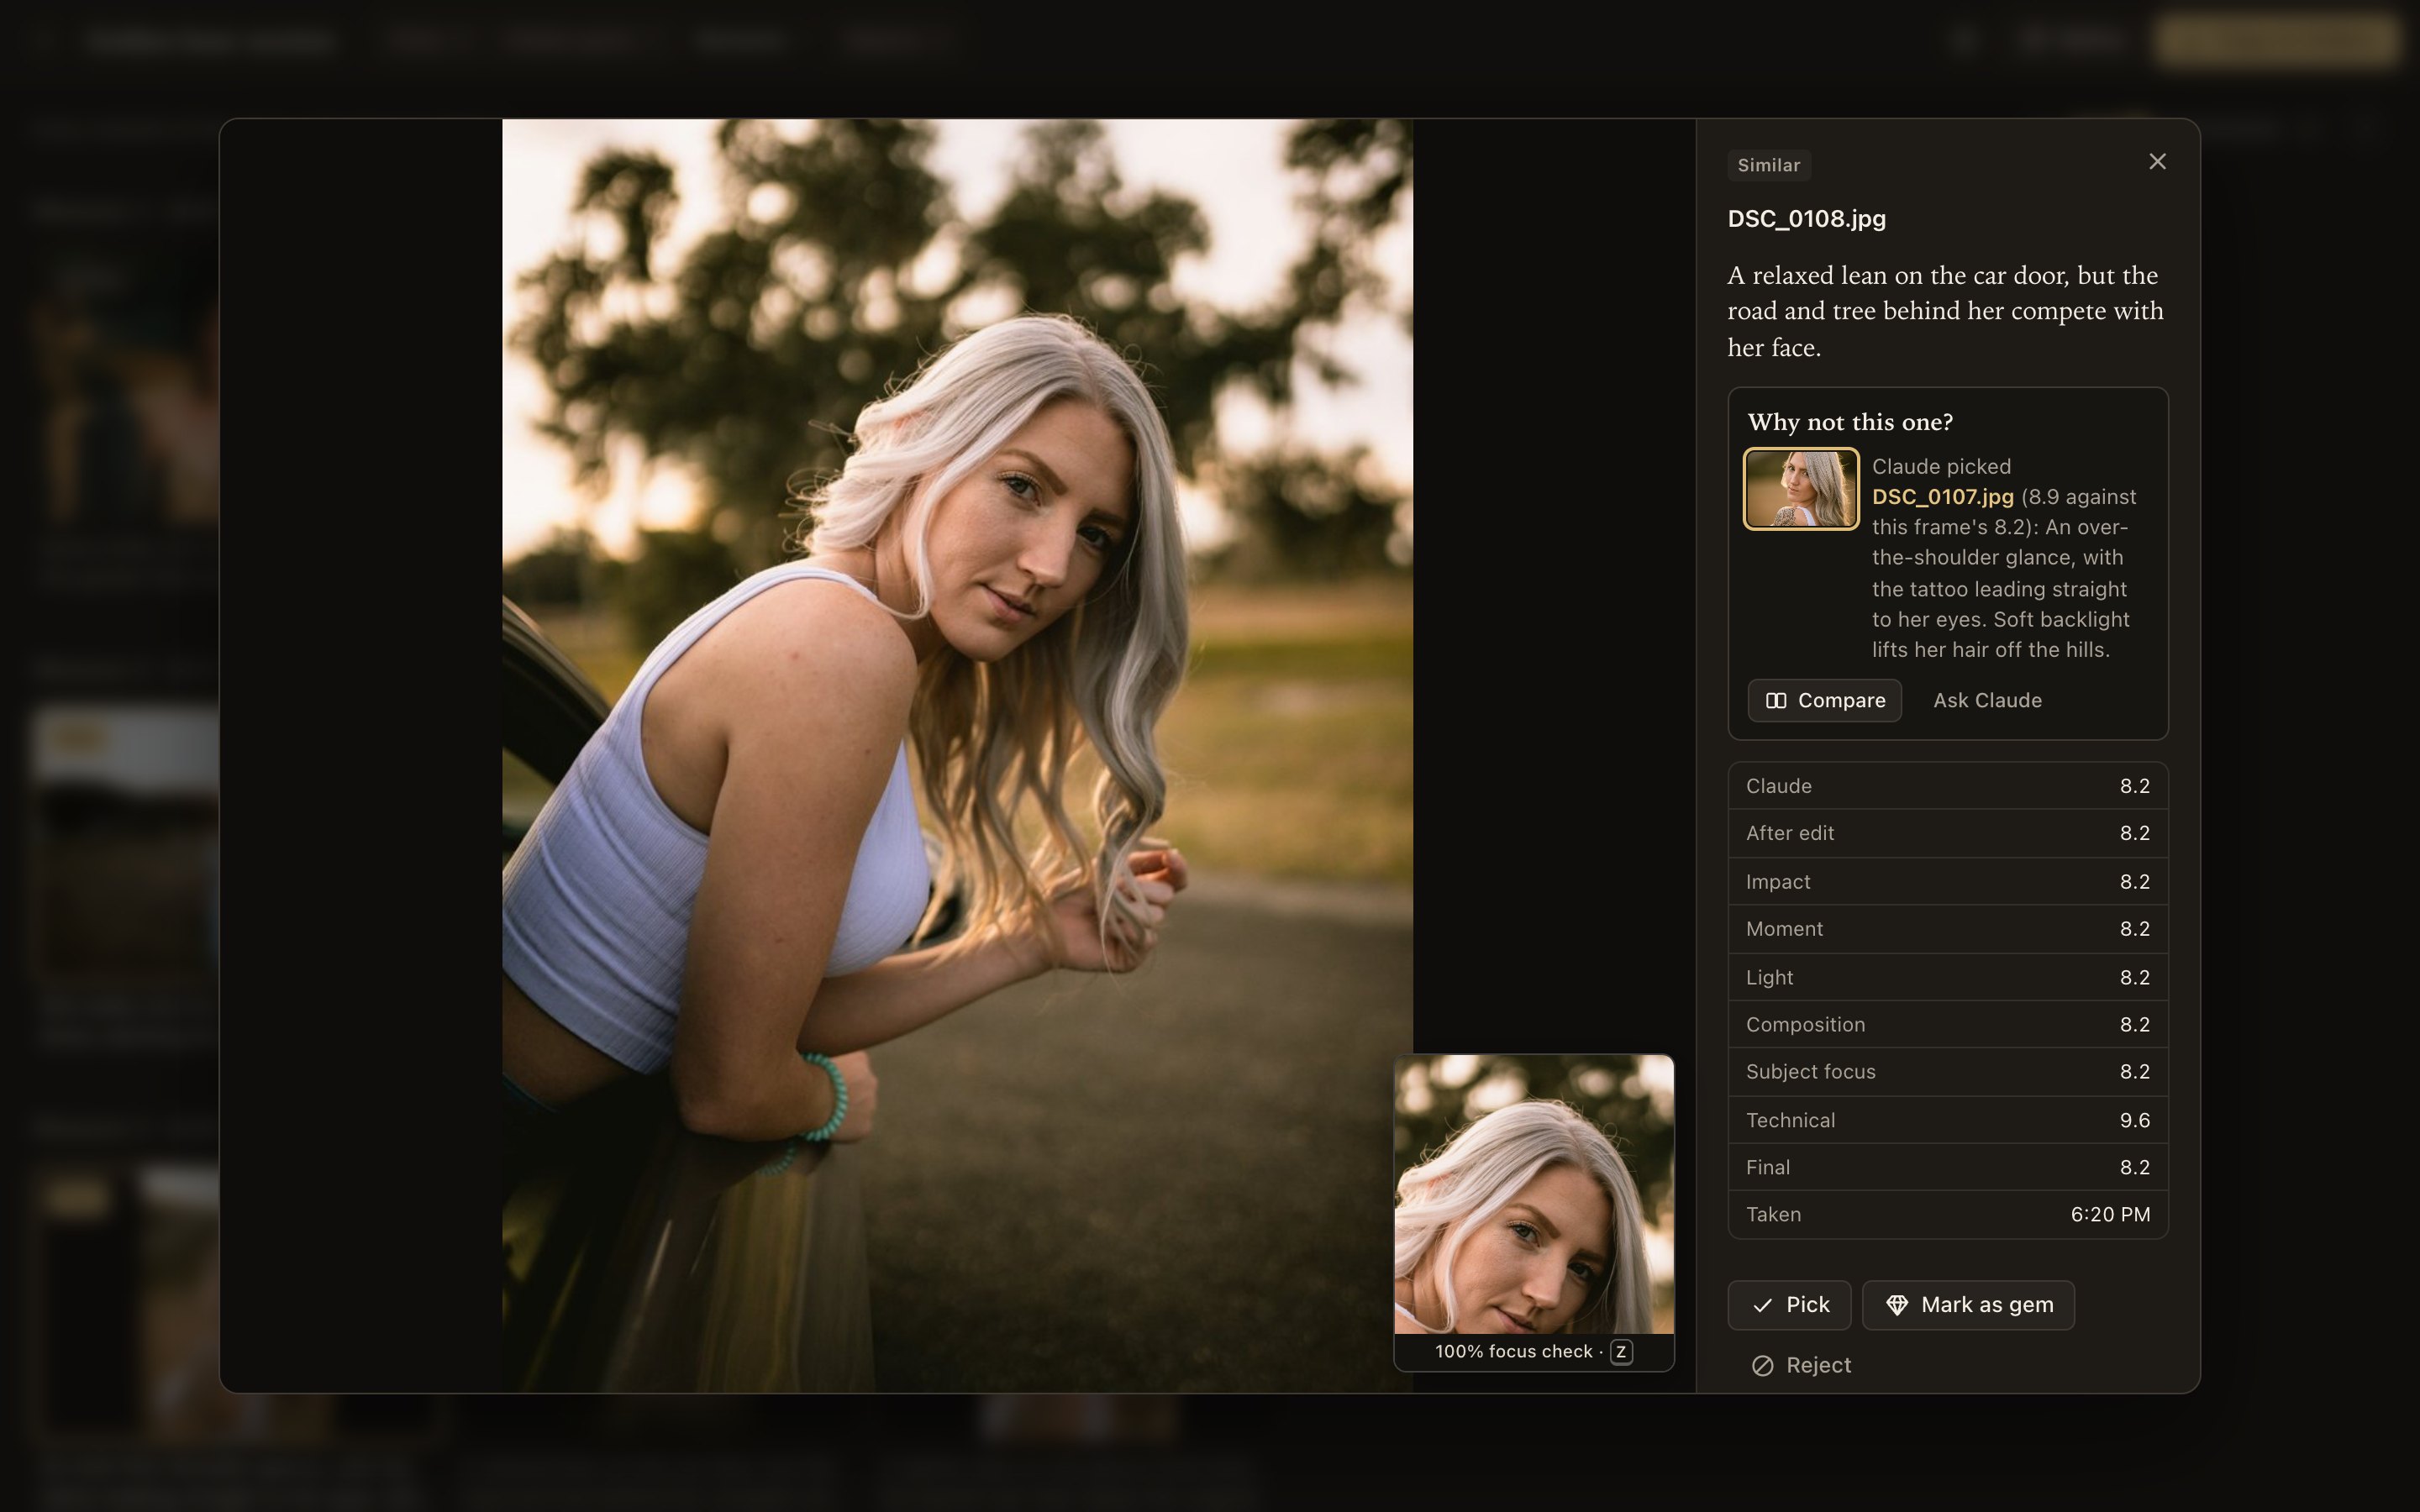 Similar
DSC_0108.jpg
A relaxed lean on the car door, but the
road and tree behind her compete with
her face.
Why not this one?
Claude picked
DSC_0107.jpg (8.9 against
this frame's 8.2): An over-
the-shoulder glance, with
the tattoo leading straight
to her eyes. Soft backlight
lifts her hair off the hills.
Compare Ask Claude
Claude 8.2
After edit 8.2
Impact 8.2
Moment 8.2
Light 8.2
Composition 8.2
Subject focus 8.2
Technical 9.6
Final 8.2
Taken 6:20 PM
100% focus check · Z
Pick Mark as gem
Reject